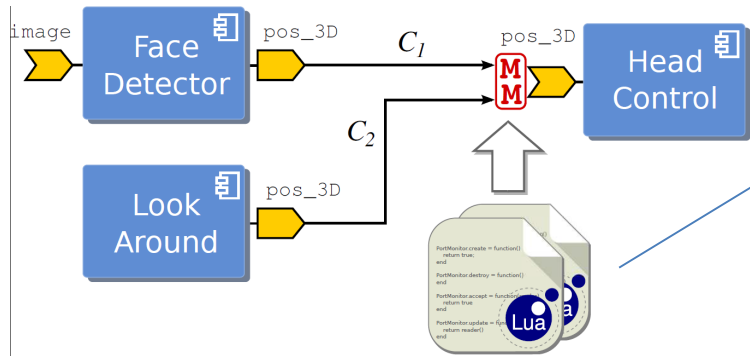 image
Face
Detector
pos_3D
C1
pos_3D
M
M
Head
Control
C2
Look
Around
pos_3D
PortMonitor.create = function()
return true;
end
PortMonitor.destroy = function()
end
PortMonitor.accept = function
return true
end
PortMonitor.update = func
return reader()
end
Lua
a